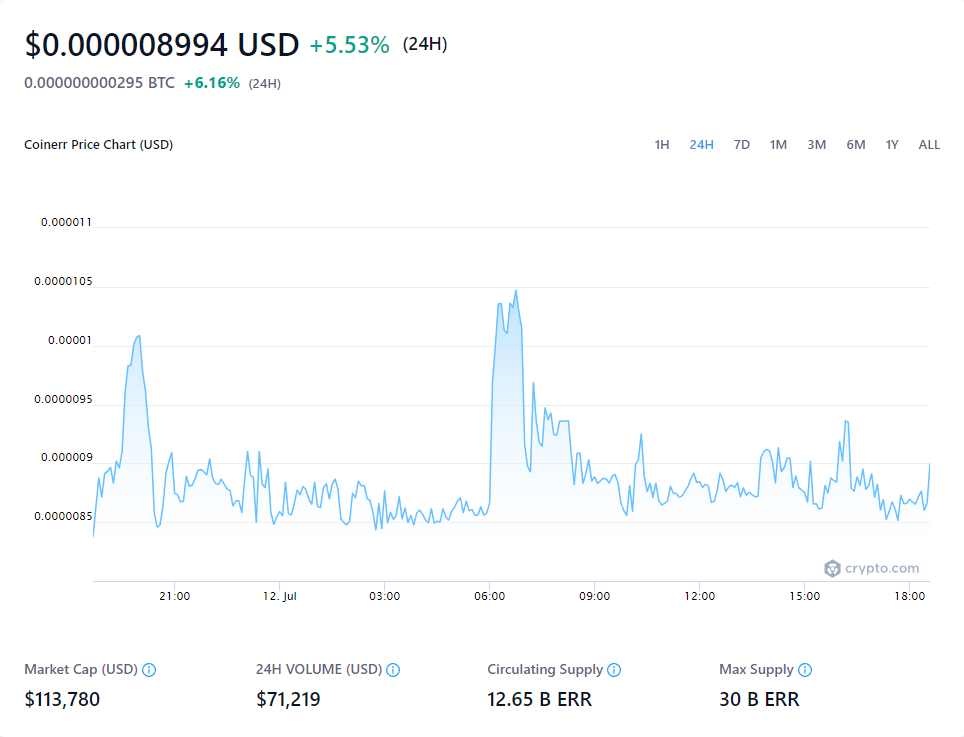 $0.000008994 USD +5.53% (24H)
0.000000000295 BTC +6.16% (24H)
Coinerr Price Chart (USD) 1H 24H 7D 1M 3M 6M 1Y ALL
0.000011
0.0000105
0.00001
0.0000095
0.000009
0.0000085
crypto.com
21:00 12. Jul 03:00 06:00 09:00 12:00 15:00 18:00
Market Cap (USD) 24H VOLUME (USD) Circulating Supply Max Supply
$113,780 $71,219 12.65 B ERR 30 B ERR